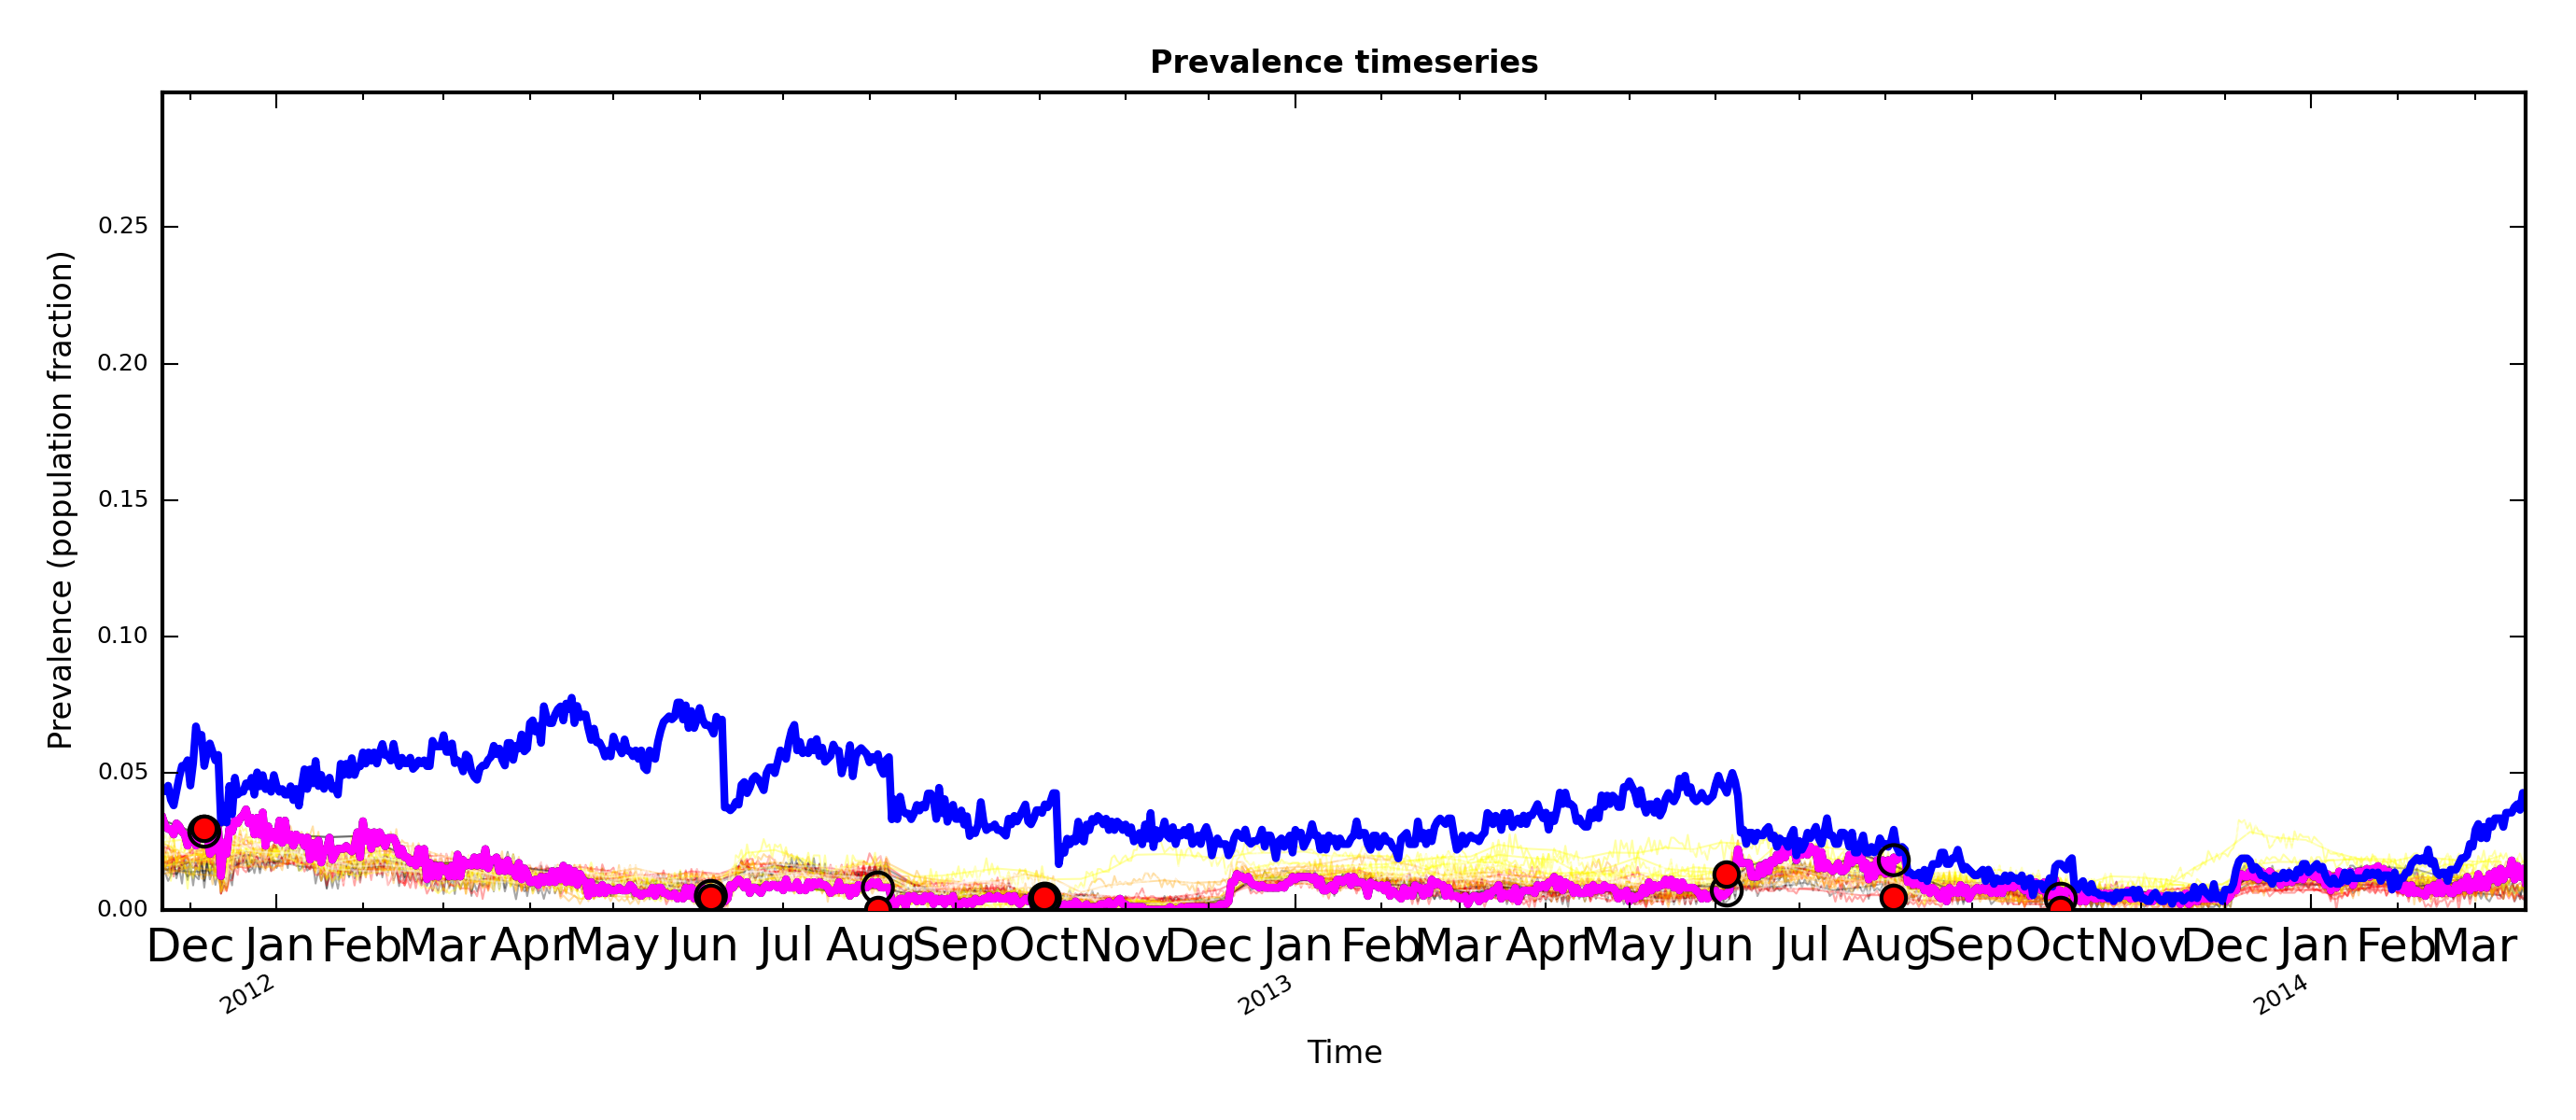 Prevalence timeseries
Prevalence (population fraction)
0.25
0.20
0.15
0.10
0.05
0.00
Dec Jan Feb Mar Apr May Jun Jul Aug Sep Oct Nov Dec Jan Feb Mar Apr May Jun Jul Aug Sep Oct Nov Dec Jan Feb Mar
2012 2013 2014
Time